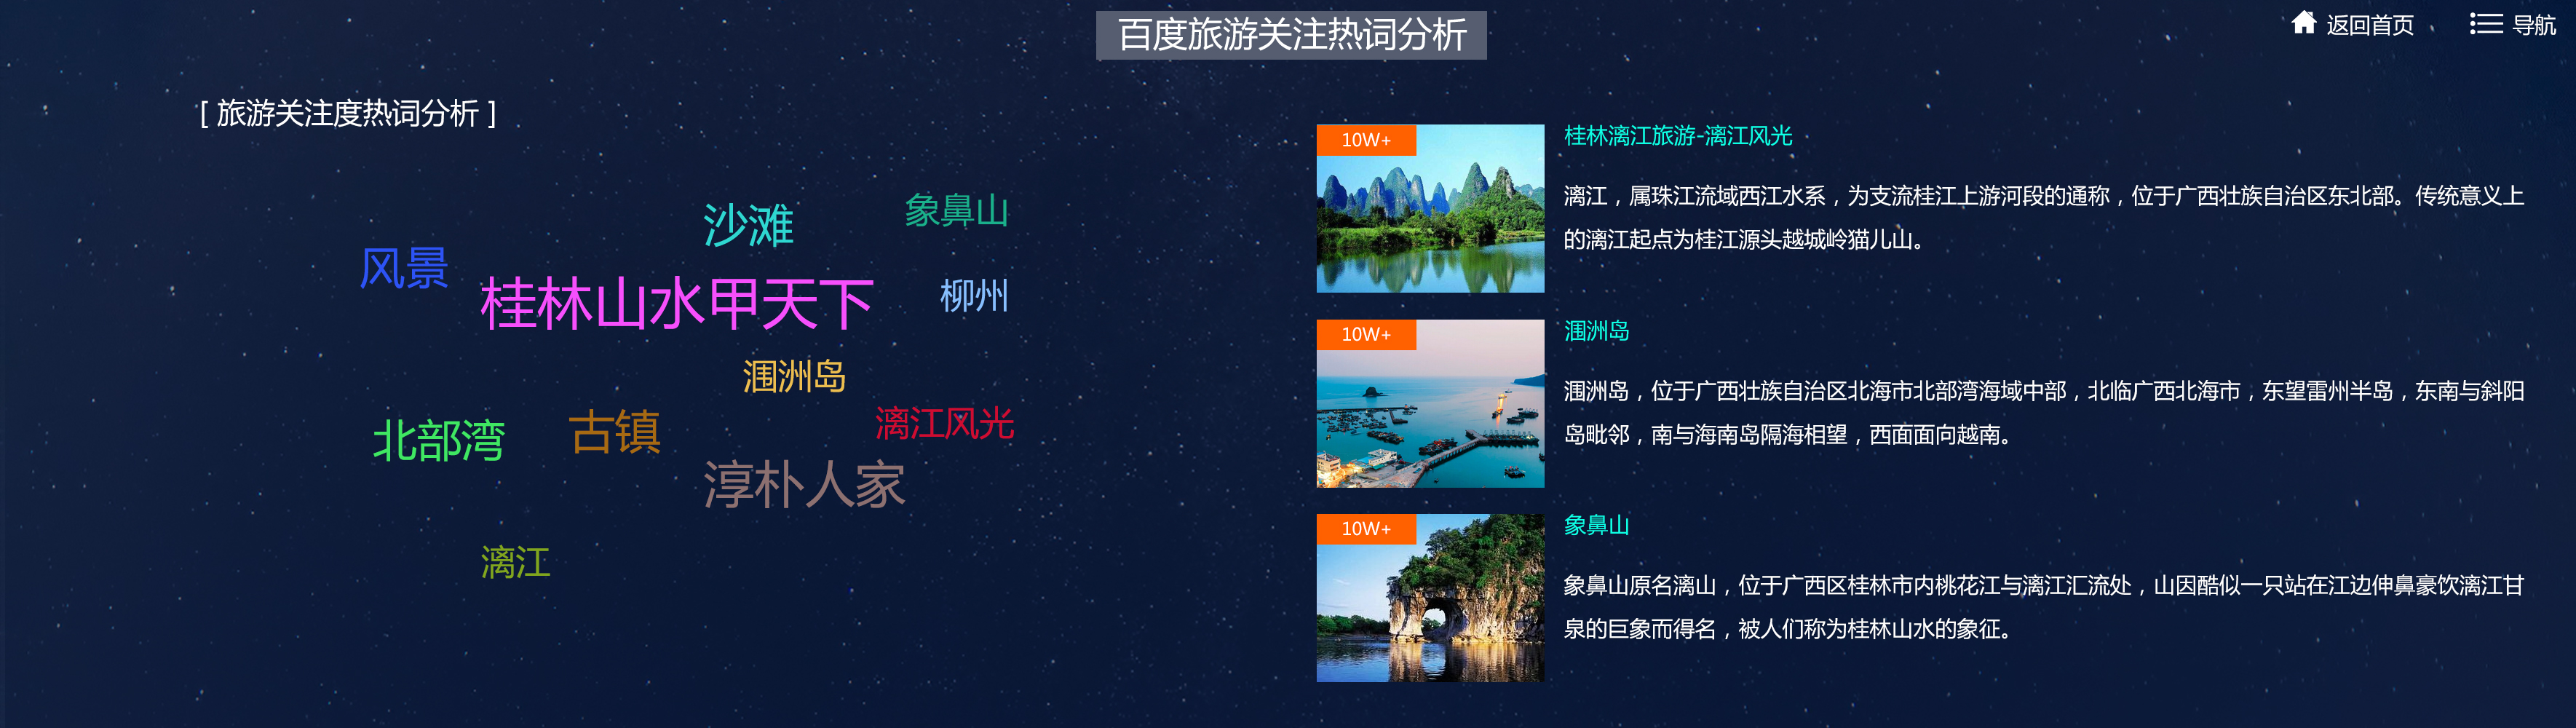 百度旅游关注热词分析
返回首页
导航
[ 旅游关注度热词分析 ]
沙滩
象鼻山
风景
桂林山水甲天下
柳州
涠洲岛
漓江风光
北部湾
古镇
淳朴人家
漓江
10W+
桂林漓江旅游-漓江风光
漓江，属珠江流域西江水系，为支流桂江上游河段的通称，位于广西壮族自治区东北部。传统意义上
的漓江起点为桂江源头越城岭猫儿山。
10W+
涠洲岛
涠洲岛，位于广西壮族自治区北海市北部湾海域中部，北临广西北海市，东望雷州半岛，东南与斜阳
岛毗邻，南与海南岛隔海相望，西面面向越南。
10W+
象鼻山
象鼻山原名漓山，位于广西区桂林市内桃花江与漓江汇流处，山因酷似一只站在江边伸鼻豪饮漓江甘
泉的巨象而得名，被人们称为桂林山水的象征。